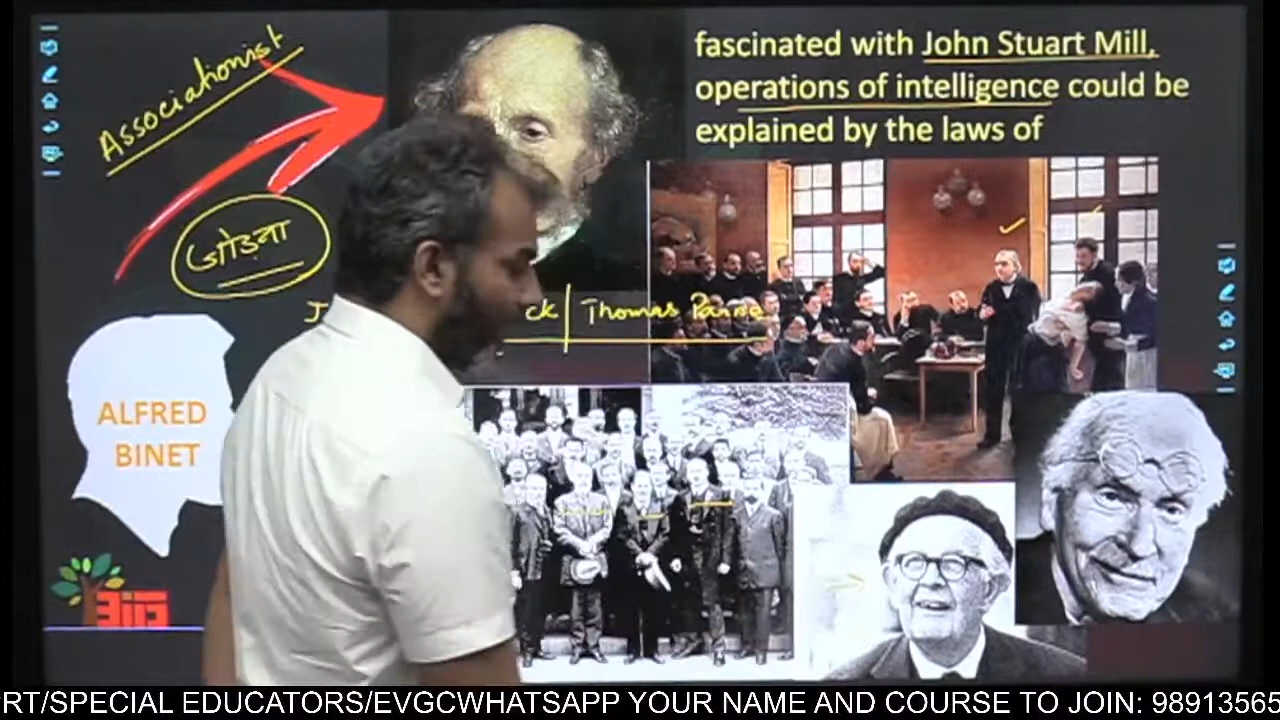 Associationist
fascinated with John Stuart Mill,
operations of intelligence could be
explained by the laws of
जोड़ना
ck | Thomas
ALFRED
BINET
RT/SPECIAL EDUCATORS/EVGCWHATSAPP YOUR NAME AND COURSE TO JOIN: 98913565